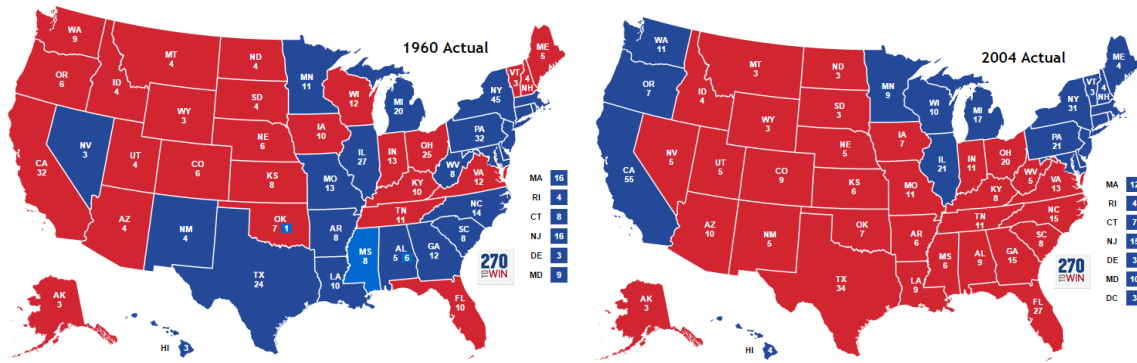 1960 Actual
WA
9
OR
6
ID
4
MT
4
ND
4
MN
11
WI
12
MI
20
NY
45
VT
3
4
NH
ME
5
SD
4
WY
3
NV
3
CA
32
UT
4
CO
6
NE
6
IA
10
IL
27
IN
13
OH
25
PA
32
WV
8
VA
12
KS
8
MO
13
KY
10
AZ
4
NM
4
OK
7 1
AR
8
TN
11
NC
14
SC
8
MS
8
AL
5 6
GA
12
TX
24
LA
10
FL
10
AK
3
HI
3
MA 16
RI 4
CT 8
NJ 16
DE 3
MD 9
270
TO WIN
2004 Actual
WA
11
OR
7
ID
4
MT
3
ND
3
MN
9
WI
10
MI
17
NY
31
VT
3
4
NH
ME
4
SD
3
WY
3
NV
5
CA
55
UT
5
CO
9
NE
5
IA
7
IL
21
IN
11
OH
20
PA
21
WV
5
VA
13
KS
6
MO
11
KY
8
AZ
10
NM
5
OK
7
AR
6
TN
11
NC
15
SC
8
MS
6
AL
9
GA
15
TX
34
LA
9
FL
27
AK
3
HI
4
MA 12
RI 4
CT 7
NJ 15
DE 3
MD 10
DC 3
270
TO WIN